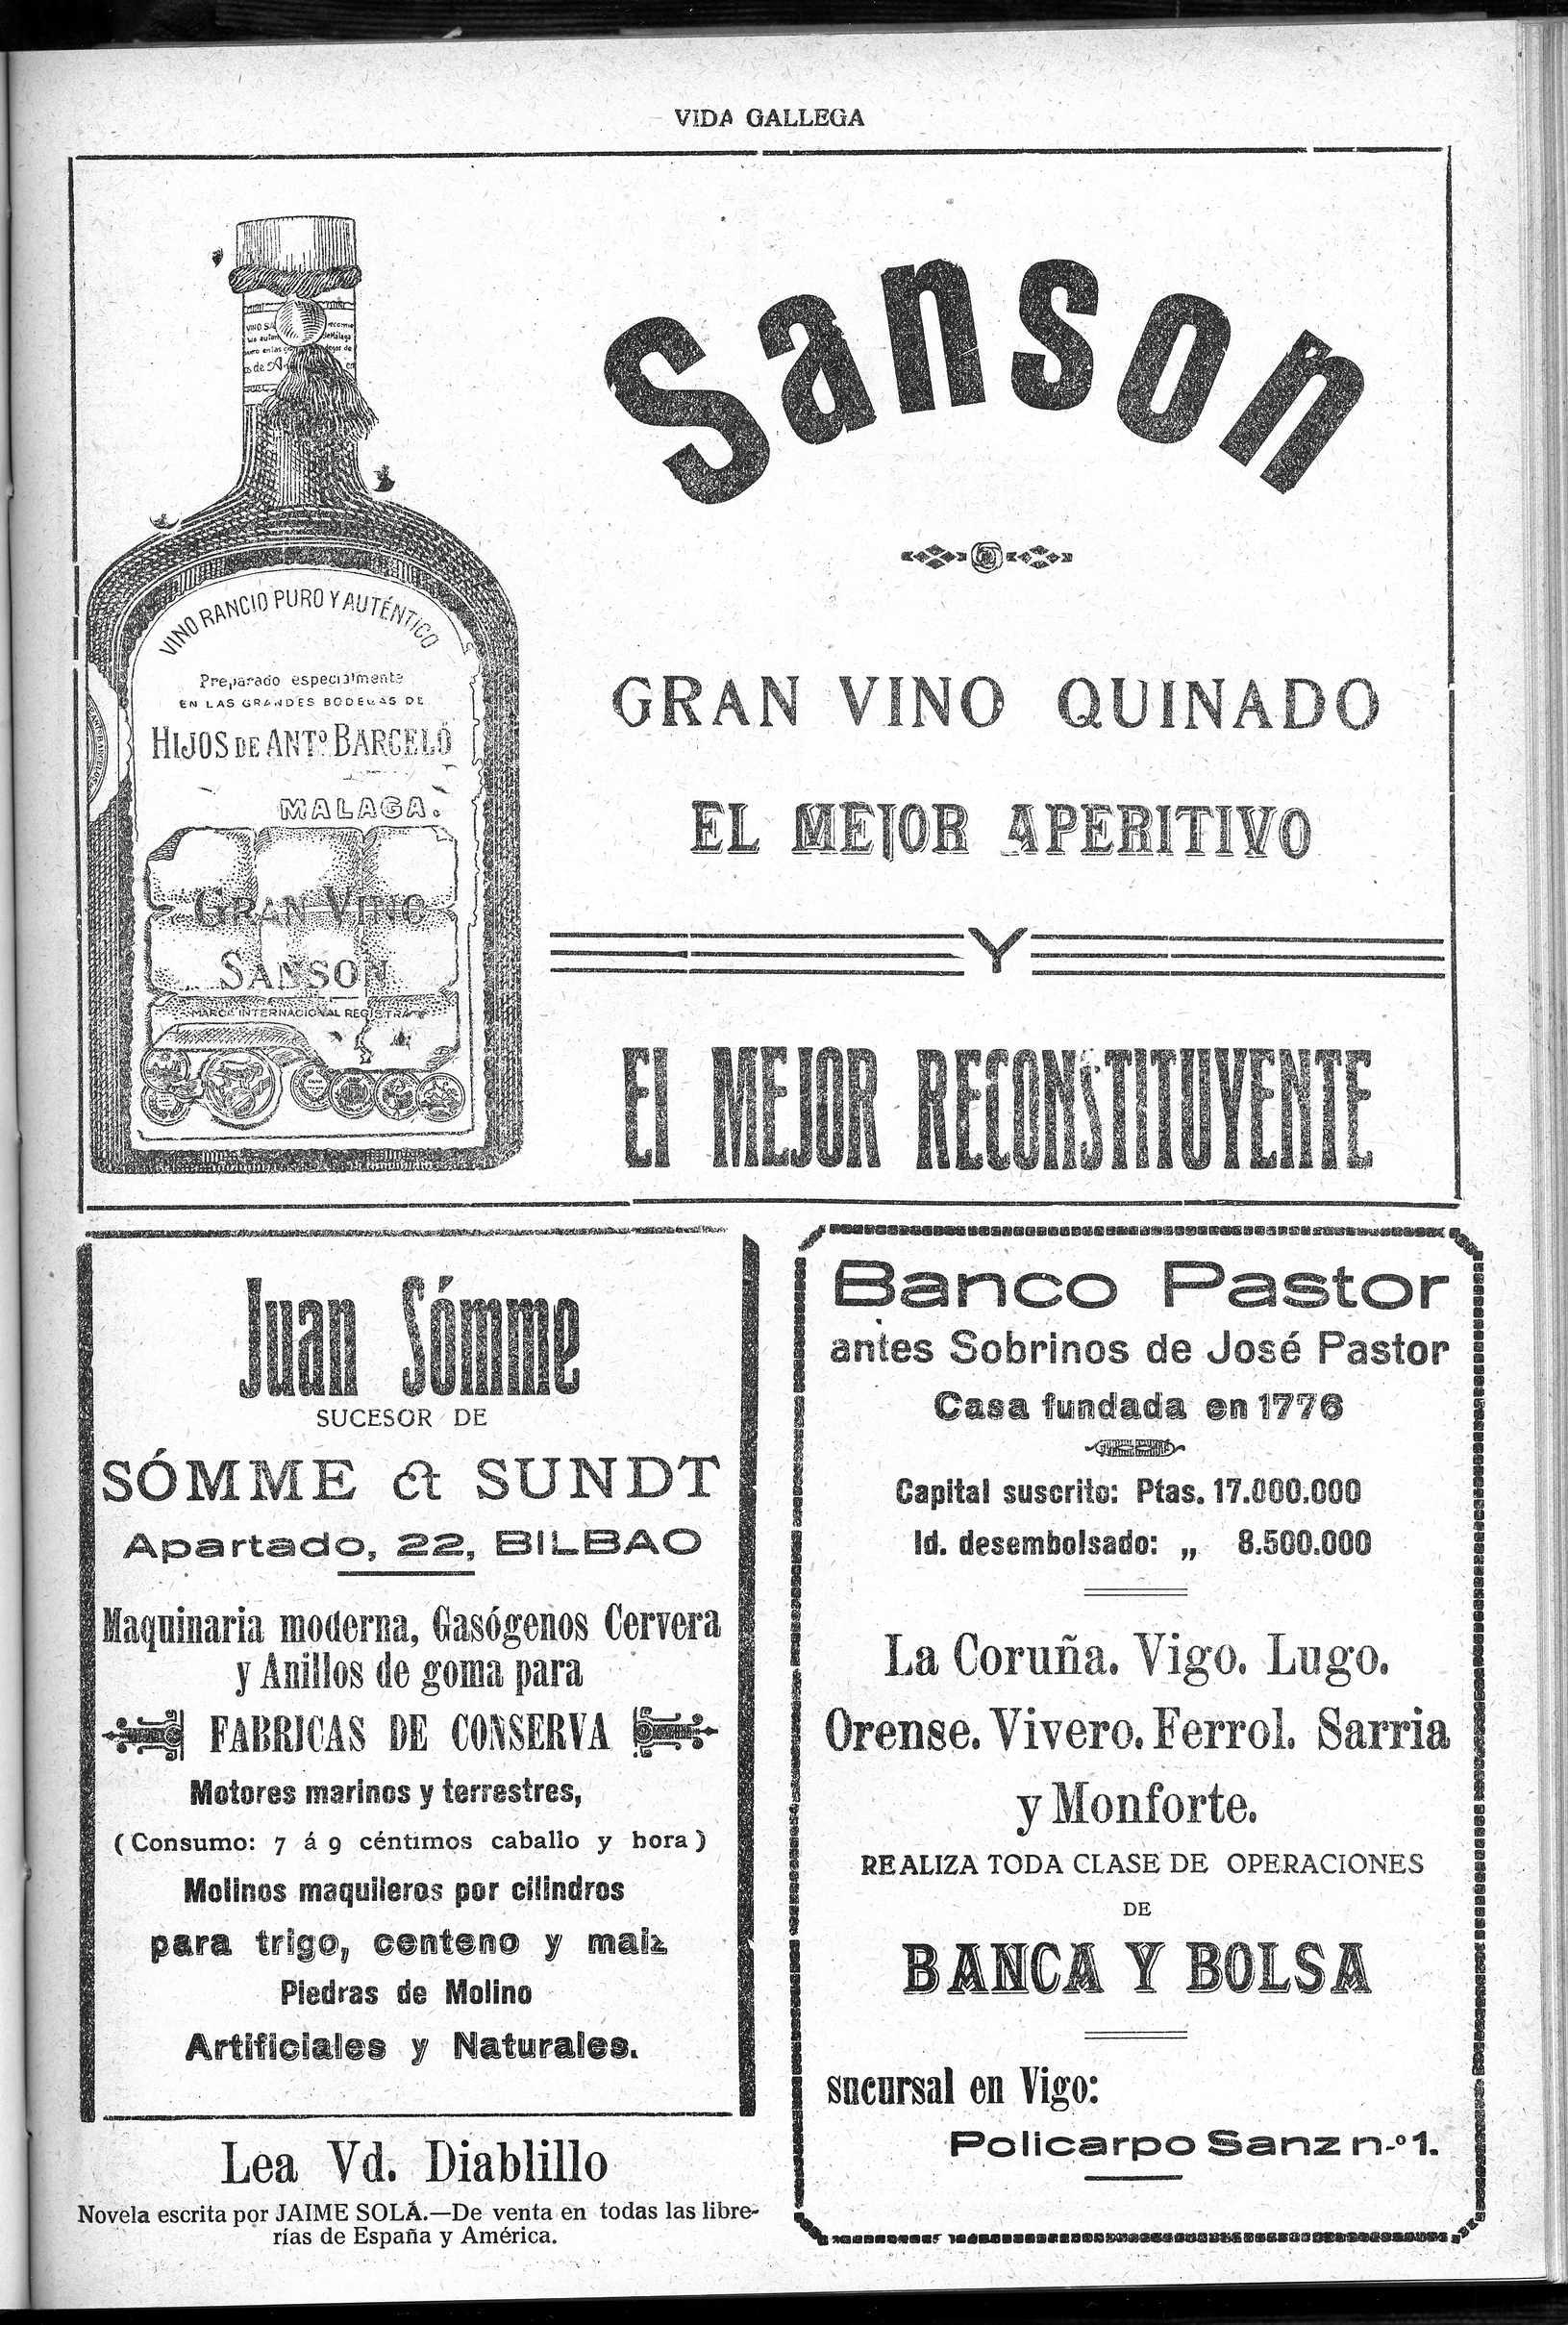 VIDA GALLEGA
Sanson
GRAN VINO QUINADO
EL MEJOR APERITIVO
Y
El MEJOR RECONSTITUYENTE
VINO RANCIO PURO Y AUTÉNTICO
Preparado especialmente
EN LAS GRANDES BODEGAS DE
HIJOS DE ANTº BARCELÓ
MALAGA.
GRAN VINO
SANSON
MARCA INTERNACIONAL REGISTRADA
Juan Sómme
SUCESOR DE
SÓMME & SUNDT
Apartado, 22, BILBAO
Maquinaria moderna, Gasógenos Cervera
y Anillos de goma para
FABRICAS DE CONSERVA
Motores marinos y terrestres,
(Consumo: 7 á 9 céntimos caballo y hora)
Molinos maquileros por cilindros
para trigo, centeno y maiz
Piedras de Molino
Artificiales y Naturales.
Lea Vd. Diablillo
Novela escrita por JAIME SOLÁ.—De venta en todas las libre-
rías de España y América.
Banco Pastor
antes Sobrinos de José Pastor
Casa fundada en 1776
Capital suscrito: Ptas. 17.000.000
Id. desembolsado: „ 8.500.000
La Coruña. Vigo. Lugo.
Orense. Vivero. Ferrol. Sarria
y Monforte.
REALIZA TODA CLASE DE OPERACIONES
DE
BANCA Y BOLSA
sucursal en Vigo:
Policarpo Sanz n.º 1.